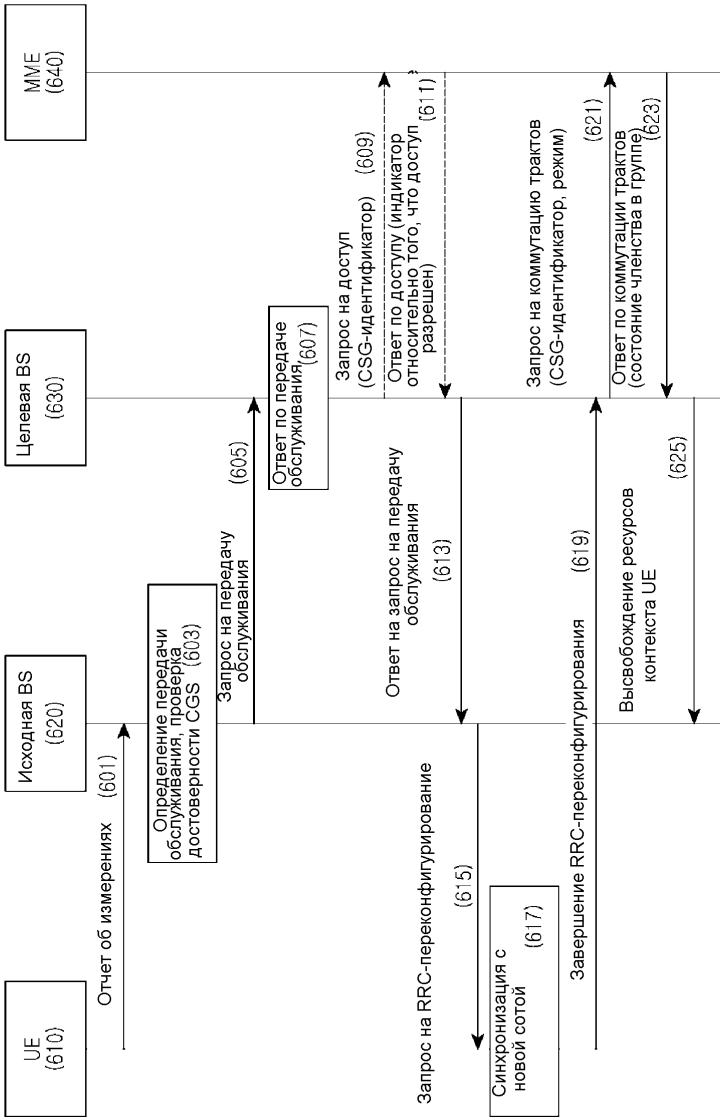 UE
(610)
Исходная BS
(620)
Целевая BS
(630)
MME
(640)
Отчет об измерениях
(601)
Определение передачи
обслуживания, проверка
достоверности CGS (603)
Запрос на передачу
обслуживания
(605)
Ответ по передаче
обслуживания
(607)
Запрос на доступ
(CSG-идентификатор)
(609)
Ответ по доступу (индикатор
относительно того, что доступ
разрешен)
(611)
Ответ на запрос на передачу
обслуживания
(613)
Запрос на RRC-переконфигурирование
(615)
Синхронизация с
новой сотой
(617)
Завершение RRC-переконфигурирования
(619)
Запрос на коммутацию трактов
(CSG-идентификатор, режим)
(621)
Ответ по коммутации трактов
(состояние членства в группе)
(623)
Высвобождение ресурсов
контекста UE
(625)